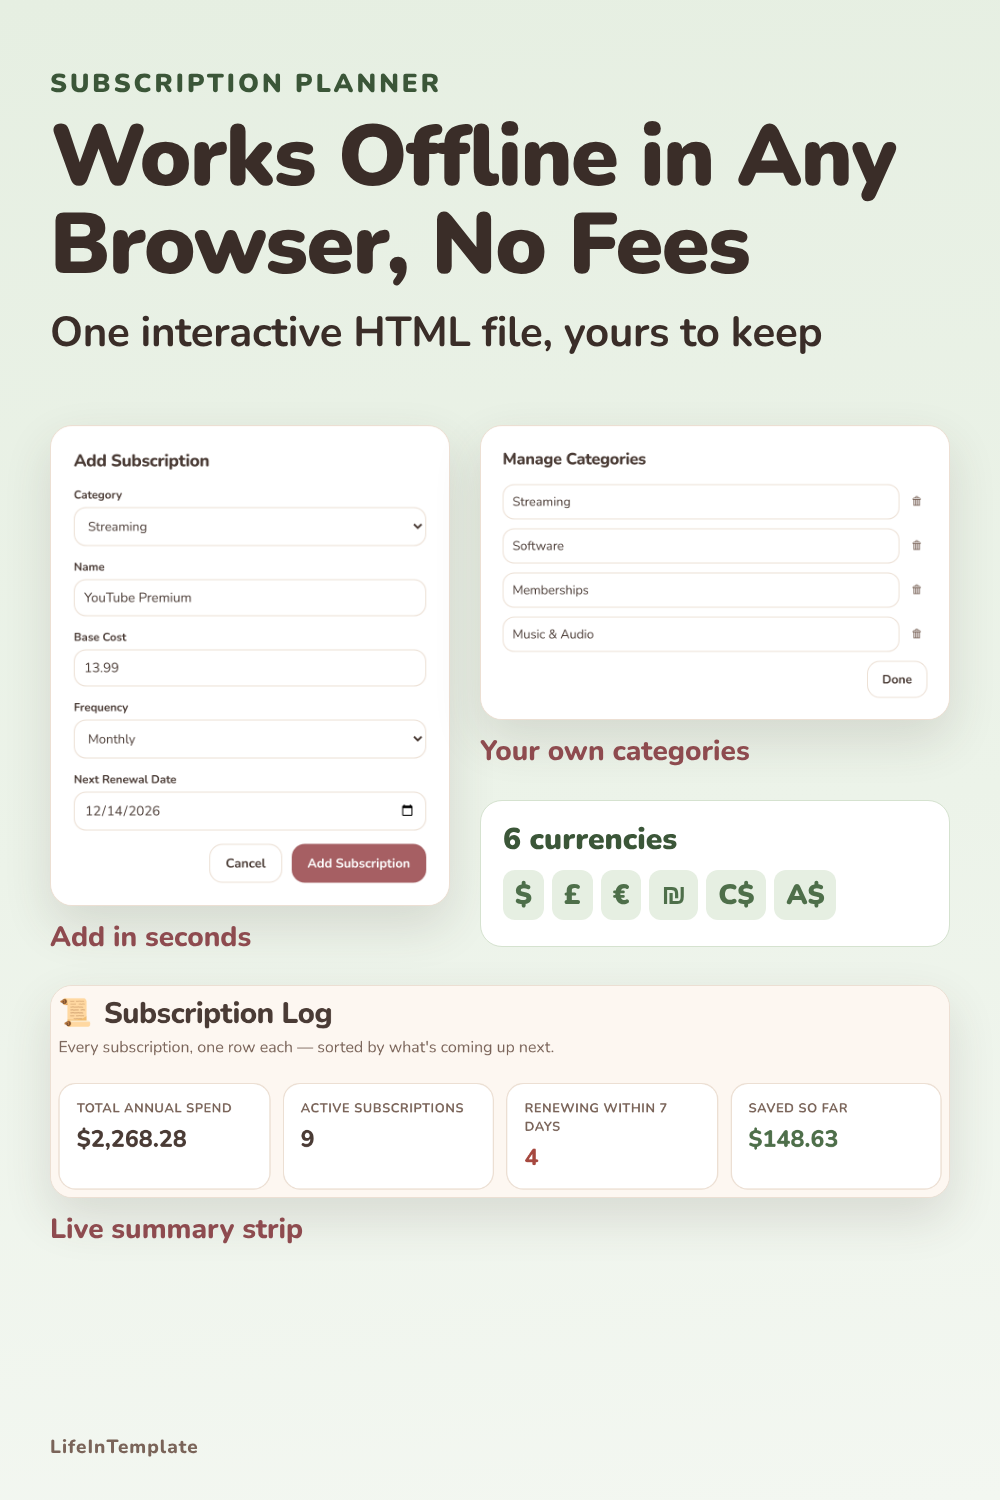 SUBSCRIPTION PLANNER
Works Offline in Any
Browser, No Fees
One interactive HTML file, yours to keep
Add Subscription
Category
Streaming
Name
YouTube Premium
Base Cost
13.99
Frequency
Monthly
Next Renewal Date
12/14/2026
Cancel
Add Subscription
Add in seconds
Manage Categories
Streaming
Software
Memberships
Music & Audio
Done
Your own categories
6 currencies
$ £ € ₪ C$ A$
Subscription Log
Every subscription, one row each — sorted by what's coming up next.
TOTAL ANNUAL SPEND
$2,268.28
ACTIVE SUBSCRIPTIONS
9
RENEWING WITHIN 7
DAYS
4
SAVED SO FAR
$148.63
Live summary strip
LifeInTemplate